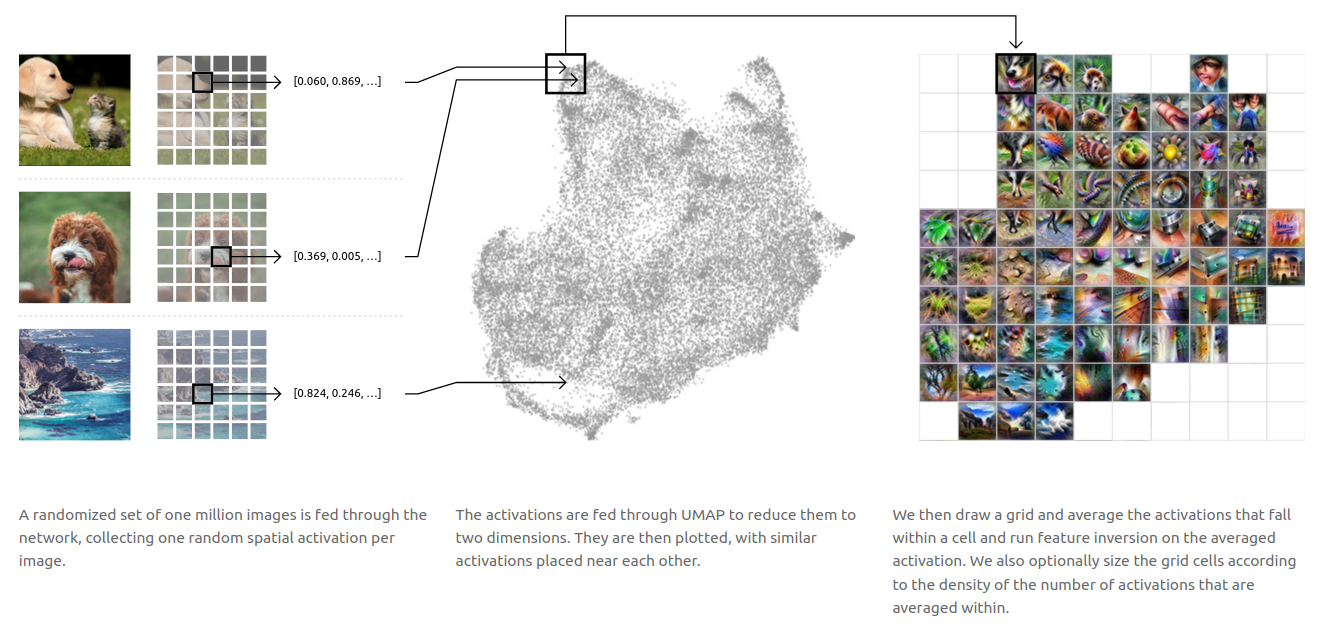 [0.060, 0.869, ...]
[0.369, 0.005, ...]
[0.824, 0.246, ...]
A randomized set of one million images is fed through the
network, collecting one random spatial activation per
image.
The activations are fed through UMAP to reduce them to
two dimensions. They are then plotted, with similar
activations placed near each other.
We then draw a grid and average the activations that fall
within a cell and run feature inversion on the averaged
activation. We also optionally size the grid cells according
to the density of the number of activations that are
averaged within.